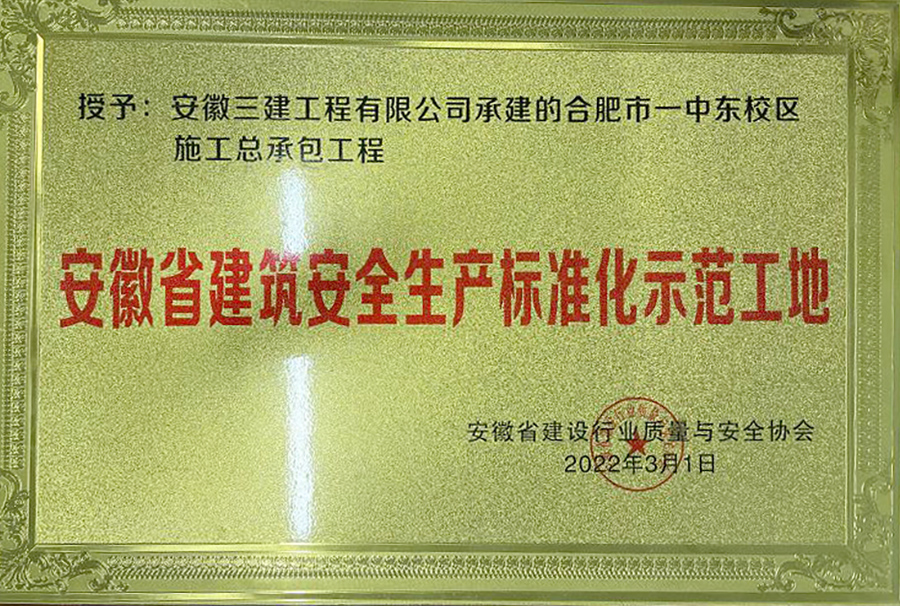 授予：安徽三建工程有限公司承建的合肥市一中东校区
施工总承包工程
安徽省建筑安全生产标准化示范工地
安徽省建设行业质量与安全协会
2022年3月1日